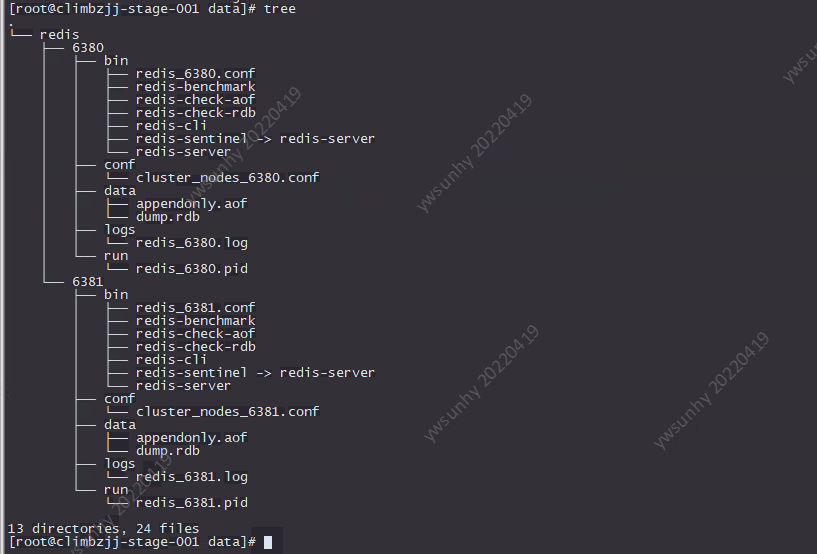 [root@climbzjj-stage-001 data]# tree
.
└── redis
    ├── 6380
    │   ├── bin
    │   │   ├── redis_6380.conf
    │   │   ├── redis-benchmark
    │   │   ├── redis-check-aof
    │   │   ├── redis-check-rdb
    │   │   ├── redis-cli
    │   │   ├── redis-sentinel -> redis-server
    │   │   └── redis-server
    │   ├── conf
    │   │   └── cluster_nodes_6380.conf
    │   ├── data
    │   │   ├── appendonly.aof
    │   │   └── dump.rdb
    │   ├── logs
    │   │   └── redis_6380.log
    │   └── run
    │       └── redis_6380.pid
    └── 6381
        ├── bin
        │   ├── redis_6381.conf
        │   ├── redis-benchmark
        │   ├── redis-check-aof
        │   ├── redis-check-rdb
        │   ├── redis-cli
        │   ├── redis-sentinel -> redis-server
        │   └── redis-server
        ├── conf
        │   └── cluster_nodes_6381.conf
        ├── data
        │   ├── appendonly.aof
        │   └── dump.rdb
        ├── logs
        │   └── redis_6381.log
        └── run
            └── redis_6381.pid

13 directories, 24 files
[root@climbzjj-stage-001 data]#
ywsunhy 20220419
ywsunhy 20220419
ywsunhy 20220419
ywsunhy 20220419
ywsunhy 20220419
ywsunhy